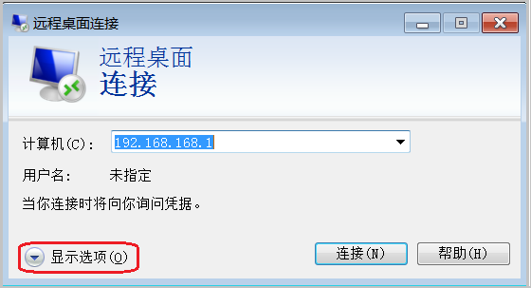 远程桌面连接
远程桌面
连接
计算机(C): 192.168.168.1
用户名: 未指定
当你连接时将向你询问凭据。
显示选项(O) 连接(N) 帮助(H)